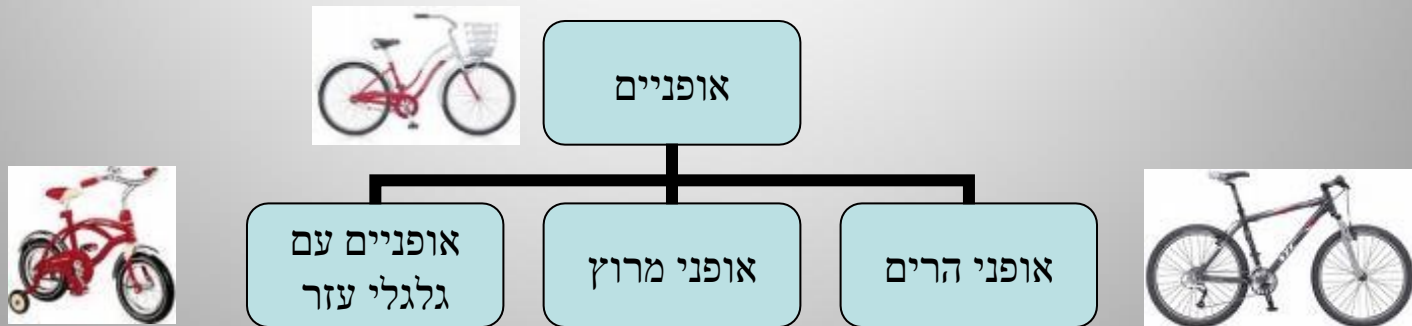 אופניים
אופני הרים
אופני מרוץ
אופניים עם
גלגלי עזר